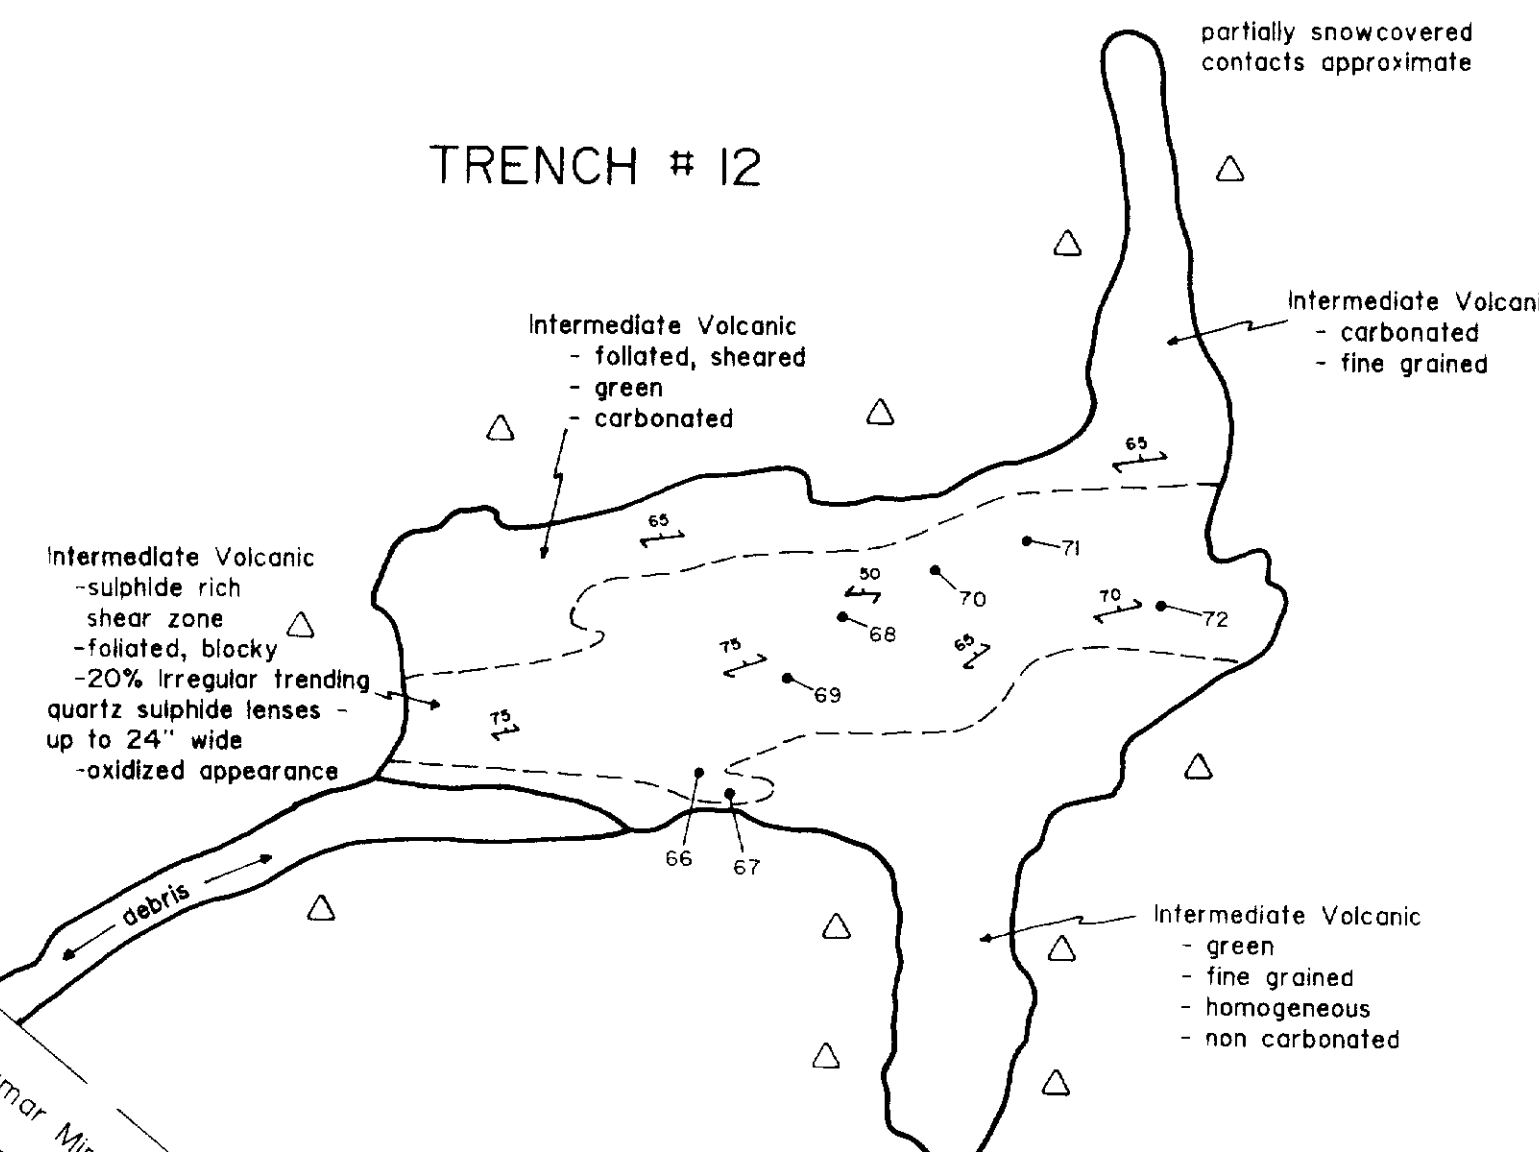 partially snowcovered
contacts approximate
TRENCH # 12
Intermediate Volcani
- carbonated
- fine grained
Intermediate Volcanic
- foliated, sheared
- green
- carbonated
65
65
Intermediate Volcanic
-sulphide rich
shear zone
-foliated, blocky
-20% Irregular trending
quartz sulphide lenses -
up to 24" wide
-oxidized appearance
71
50
70
70
72
68
75
65
69
75
66
67
debris
Intermediate Volcanic
- green
- fine grained
- homogeneous
- non carbonated